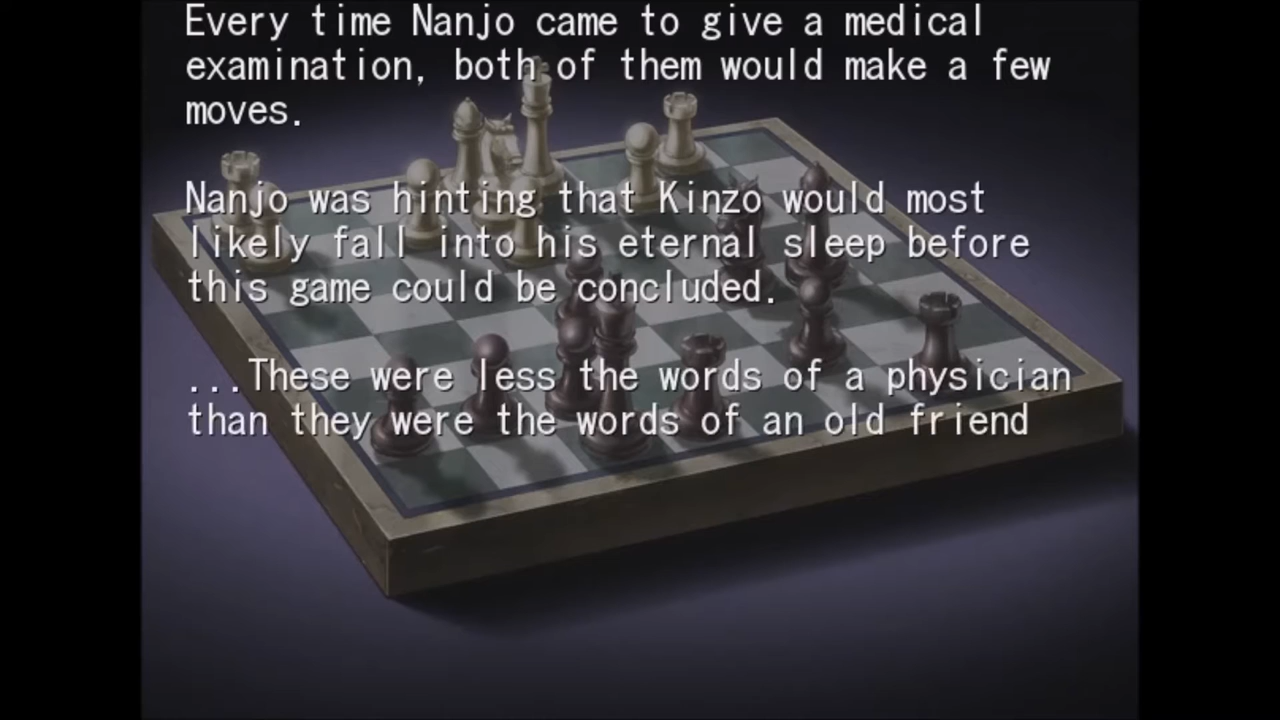 Every time Nanjo came to give a medical
examination, both of them would make a few
moves.
Nanjo was hinting that Kinzo would most
likely fall into his eternal sleep before
this game could be concluded.
...These were less the words of a physician
than they were the words of an old friend